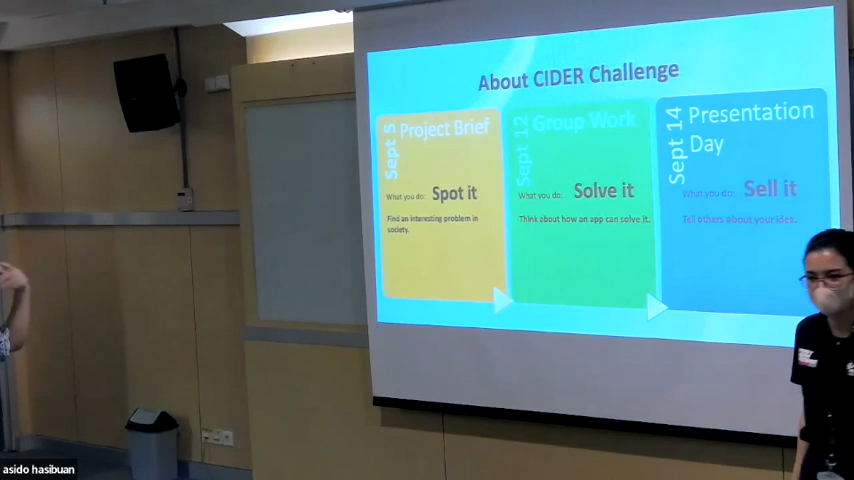 About CIDER Challenge
Sept 5
Project Brief
What you do: Spot it
Find an interesting problem in
society.
Sept 12
Group Work
What you do: Solve it
Think about how an app can solve it.
Sept 14
Presentation
Day
What you do: Sell it
Tell others about your idea.
asido hasibuan